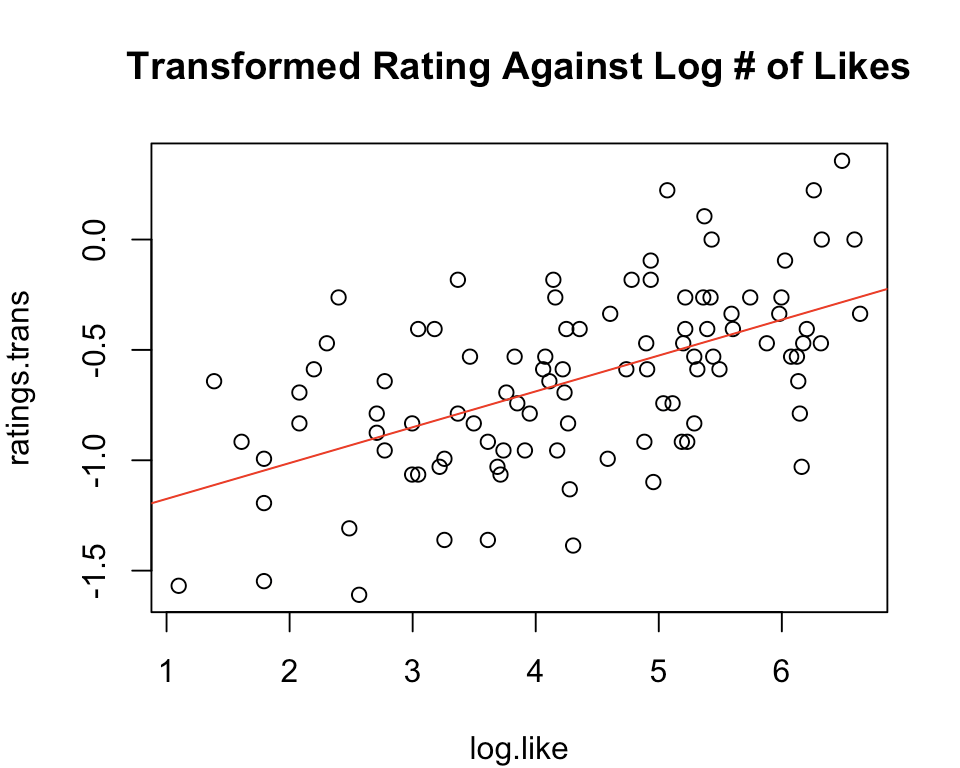 Transformed Rating Against Log # of Likes
ratings.trans
0.0
-0.5
-1.0
-1.5
1 2 3 4 5 6
log.like